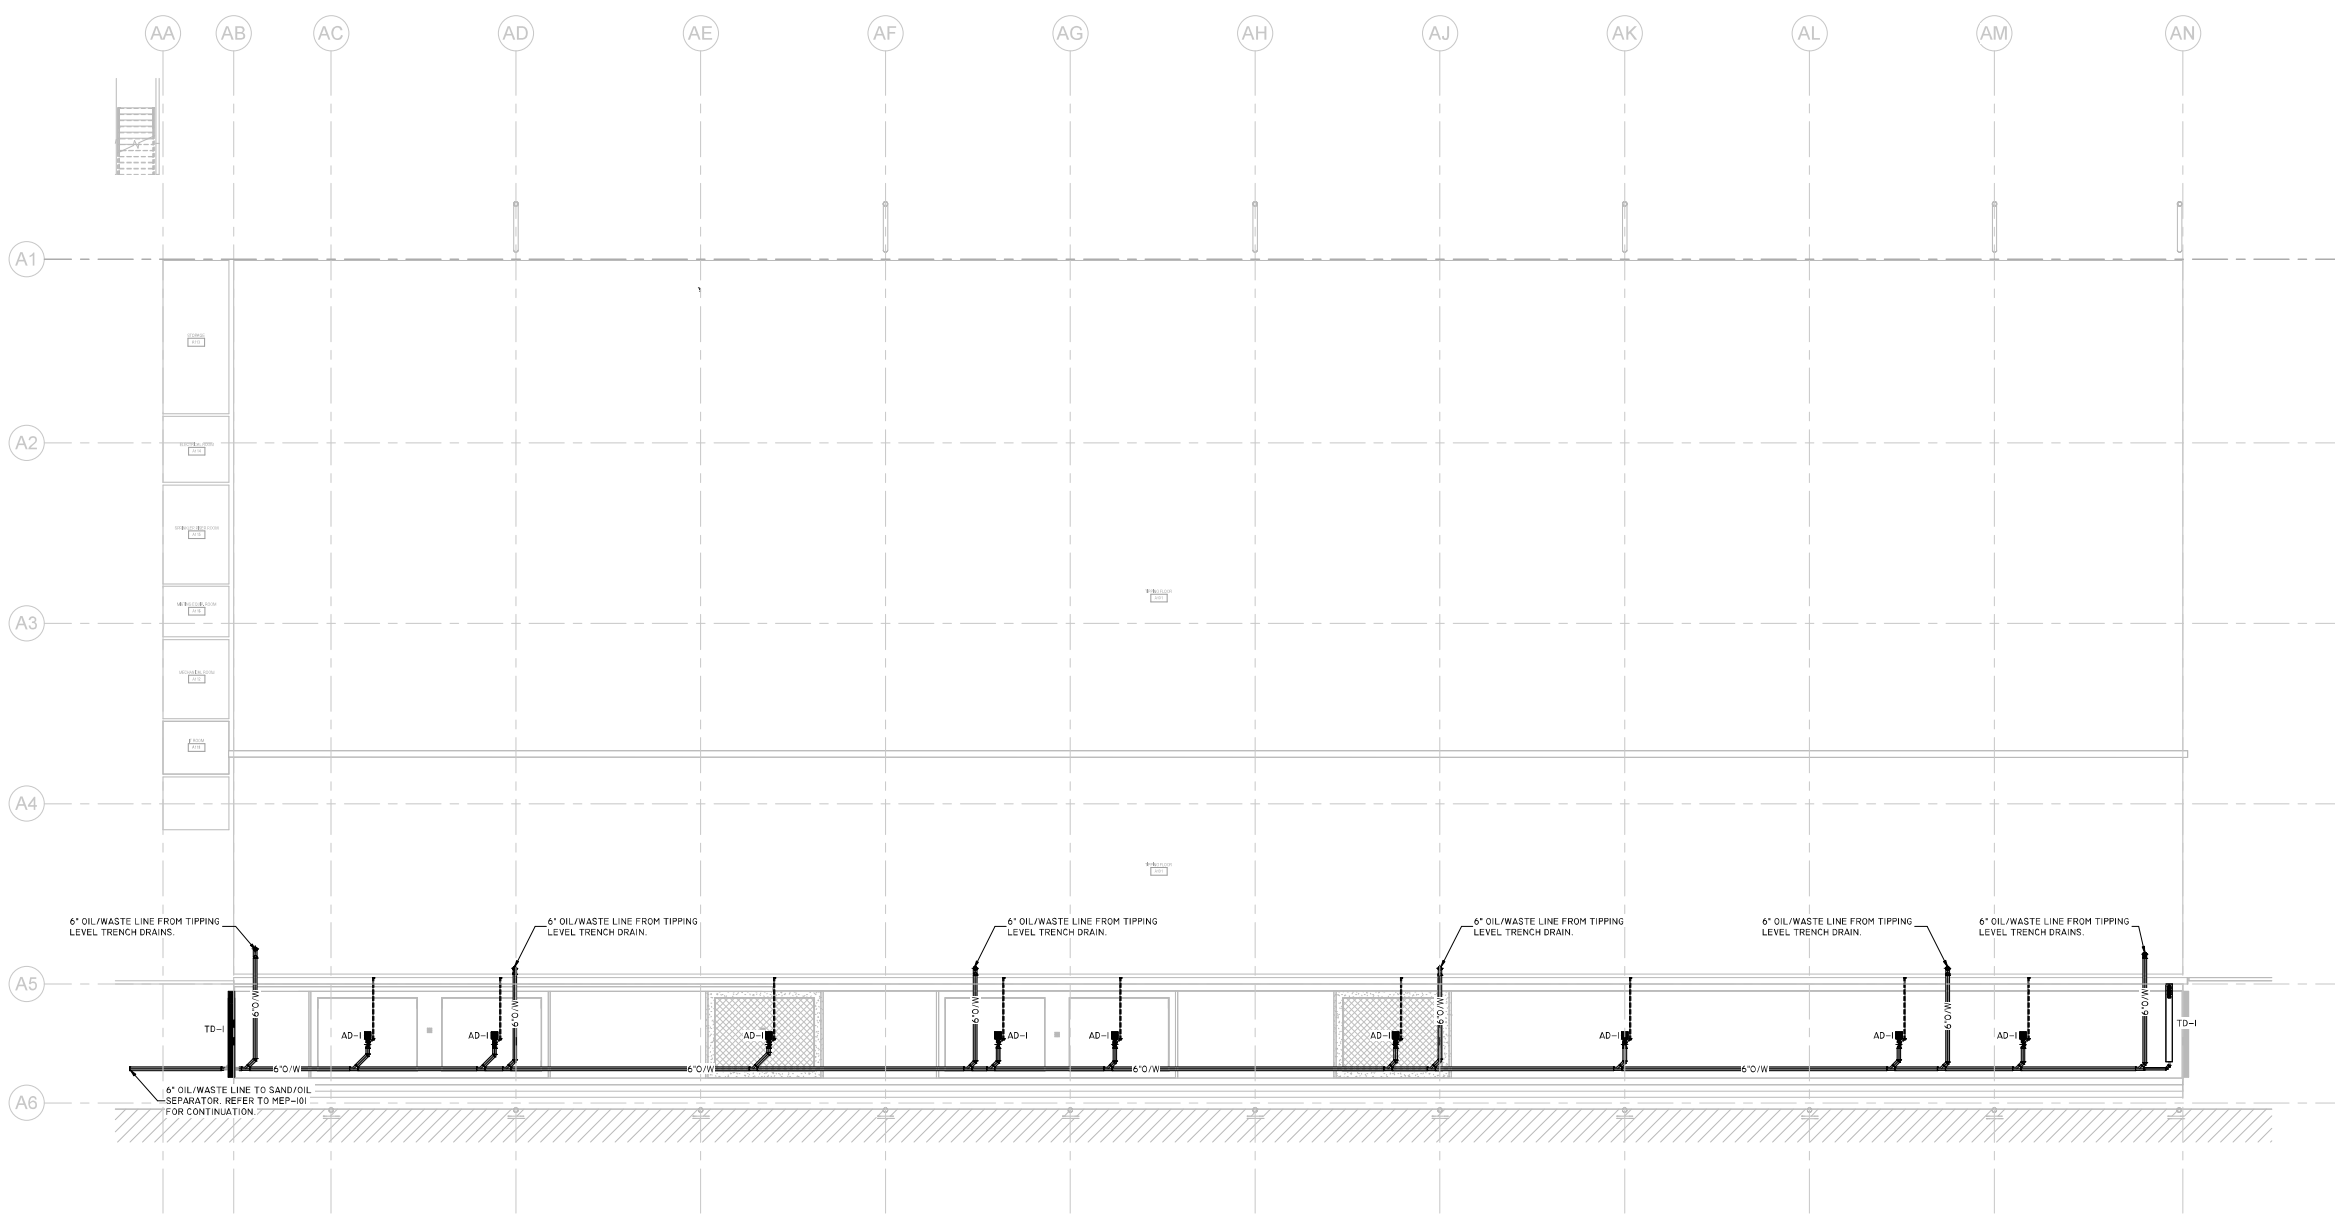 AA
AB
AC
AD
AE
AF
AG
AH
AJ
AK
AL
AM
AN
A1
A2
A3
TIPPING FLOOR
MECHANICAL ROOM
A4
TIPPING FLOOR
6" OIL/WASTE LINE FROM TIPPING
LEVEL TRENCH DRAINS.
6" OIL/WASTE LINE FROM TIPPING
LEVEL TRENCH DRAIN.
6" OIL/WASTE LINE FROM TIPPING
LEVEL TRENCH DRAIN.
6" OIL/WASTE LINE FROM TIPPING
LEVEL TRENCH DRAIN.
6" OIL/WASTE LINE FROM TIPPING
LEVEL TRENCH DRAIN.
6" OIL/WASTE LINE FROM TIPPING
LEVEL TRENCH DRAINS.
A5
6"O/W
6"O/W
6"O/W
6"O/W
6"O/W
6"O/W
TD-1
AD-1
AD-1
AD-1
AD-1
AD-1
AD-1
AD-1
AD-1
AD-1
TD-1
6"O/W
6"O/W
6"O/W
6"O/W
6" OIL/WASTE LINE TO SAND/OIL
SEPARATOR. REFER TO MEP-101
FOR CONTINUATION.
A6